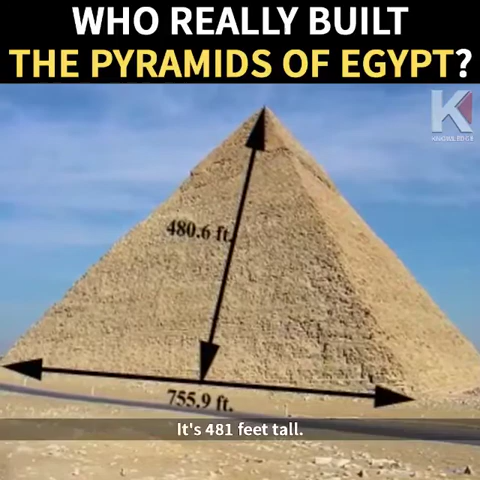 WHO REALLY BUILT
THE PYRAMIDS OF EGYPT?
K
480.6 ft.
755.9 ft.
It's 481 feet tall.